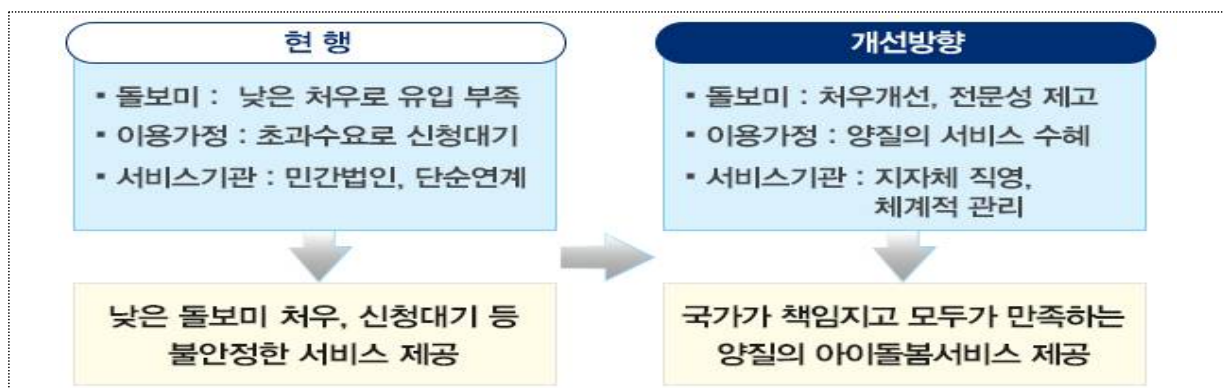 현 행
▪ 돌보미 : 낮은 처우로 유입 부족
▪ 이용가정 : 초과수요로 신청대기
▪ 서비스기관 : 민간법인, 단순연계
낮은 돌보미 처우, 신청대기 등
불안정한 서비스 제공
개선방향
▪ 돌보미 : 처우개선, 전문성 제고
▪ 이용가정 : 양질의 서비스 수혜
▪ 서비스기관 : 지자체 직영,
체계적 관리
국가가 책임지고 모두가 만족하는
양질의 아이돌봄서비스 제공